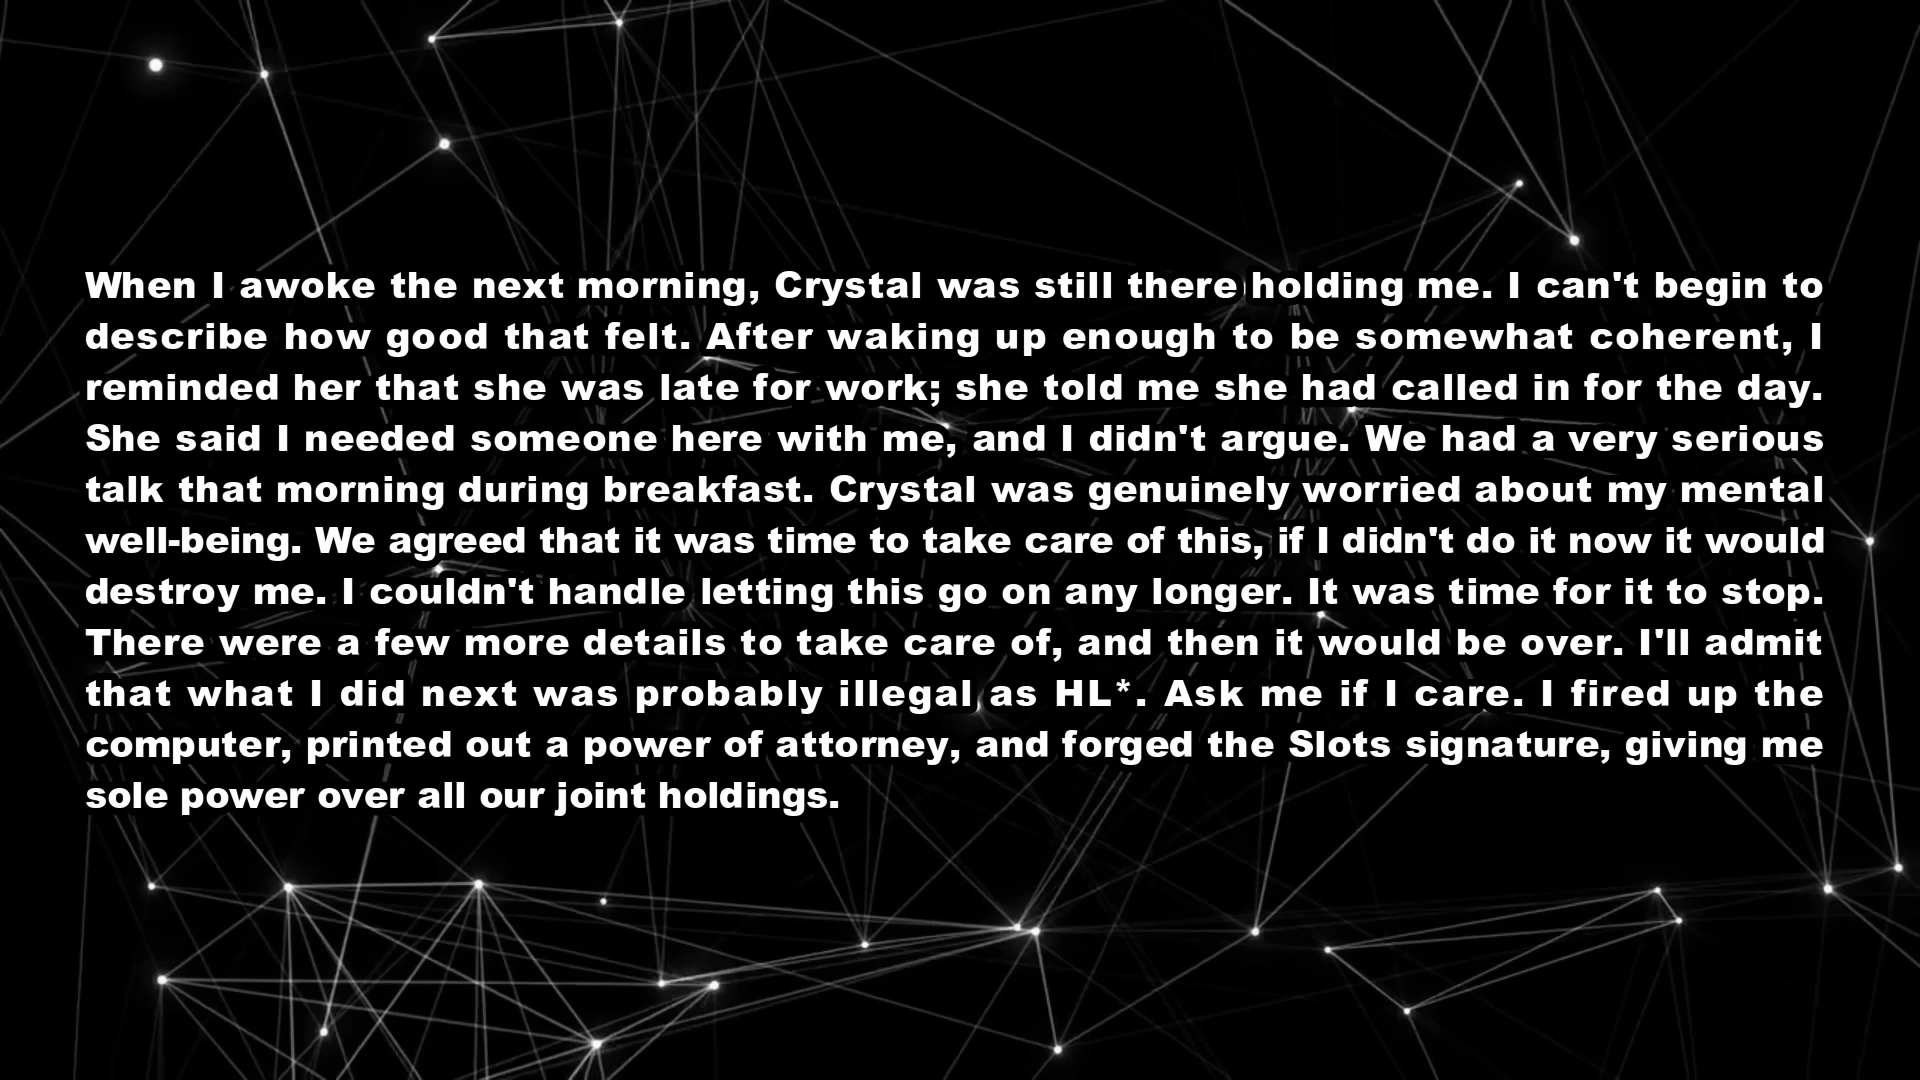 When I awoke the next morning, Crystal was still there holding me. I can't begin to
describe how good that felt. After waking up enough to be somewhat coherent, I
reminded her that she was late for work; she told me she had called in for the day.
She said I needed someone here with me, and I didn't argue. We had a very serious
talk that morning during breakfast. Crystal was genuinely worried about my mental
well-being. We agreed that it was time to take care of this, if I didn't do it now it would
destroy me. I couldn't handle letting this go on any longer. It was time for it to stop.
There were a few more details to take care of, and then it would be over. I'll admit
that what I did next was probably illegal as HL*. Ask me if I care. I fired up the
computer, printed out a power of attorney, and forged the Slots signature, giving me
sole power over all our joint holdings.